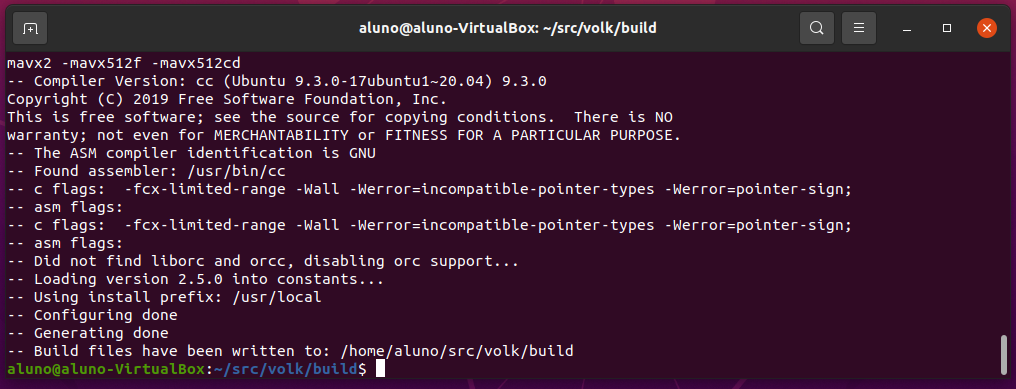 aluno@aluno-VirtualBox: ~/src/volk/build
mavx2 -mavx512f -mavx512cd
-- Compiler Version: cc (Ubuntu 9.3.0-17ubuntu1~20.04) 9.3.0
Copyright (C) 2019 Free Software Foundation, Inc.
This is free software; see the source for copying conditions.  There is NO
warranty; not even for MERCHANTABILITY or FITNESS FOR A PARTICULAR PURPOSE.
-- The ASM compiler identification is GNU
-- Found assembler: /usr/bin/cc
-- c flags:  -fcx-limited-range -Wall -Werror=incompatible-pointer-types -Werror=pointer-sign;
-- asm flags:
-- c flags:  -fcx-limited-range -Wall -Werror=incompatible-pointer-types -Werror=pointer-sign;
-- asm flags:
-- Did not find liborc and orcc, disabling orc support...
-- Loading version 2.5.0 into constants...
-- Using install prefix: /usr/local
-- Configuring done
-- Generating done
-- Build files have been written to: /home/aluno/src/volk/build
aluno@aluno-VirtualBox:~/src/volk/build$